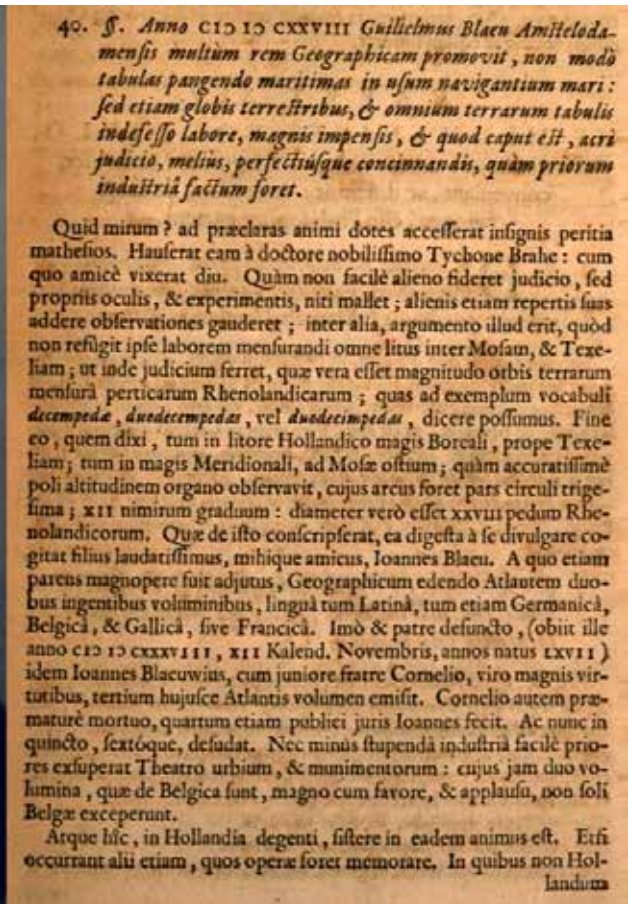 40. §. Anno CIↃ IↃ CXXVIII Guilielmus Blaeu Amſteloda-
menſis multùm rem Geographicam promovit, non modò
tabulas pangendo maritimas in uſum navigantium mari:
ſed etiam globis terreſtribus, & omnium terrarum tabulis
indefeſſo labore, magnis impenſis, & quod caput eſt, acri
judicio, melius, perfectiúſque concinnandis, quàm priorum
induſtriâ factum foret.
Quid mirum? ad præclaras animi dotes acceſſerat inſignis peritia
matheſios. Hauſerat eam à doctore nobiliſſimo Tychone Brahe: cum
quo amicè vixerat diu. Quàm non facilè alieno fideret judicio, ſed
propriis oculis, & experimentis, niti mallet; alienis etiam repertis ſuas
addere obſervationes gauderet; inter alia, argumento illud erit, quòd
non refûgit ipſe laborem menſurandi omne litus inter Moſam, & Texe-
liam; ut inde judicium ferret, quæ vera eſſet magnitudo orbis terrarum
menſurâ perticarum Rhenolandicarum; quas ad exemplum vocabuli
decempedæ, duodecempedas, vel duodecimpedas, dicere poſſumus. Fine
eo, quem dixi, tum in litore Hollandico magis Boreali, prope Texe-
liam; tum in magis Meridionali, ad Moſæ oſtium; quàm accuratiſſimè
poli altitudinem organo obſervavit, cujus arcus foret pars circuli trige-
ſima; XII nimirum graduum: diameter verò eſſet XXVIII pedum Rhe-
nolandicorum. Quæ de iſto conſcripſerat, ea digeſta à ſe divulgare co-
gitat filius laudatiſſimus, mihique amicus, Ioannes Blaeu. A quo etiam
parens magnopere fuit adjutus, Geographicum edendo Atlantem duo-
bus ingentibus voluminibus, linguâ tum Latinâ, tum etiam Germanicâ,
Belgicâ, & Gallicâ, ſive Francicâ. Imò & patre defuncto, (obiit ille
anno CIↃ IↃ CXXXVIII, XII Kalend. Novembris, annos natus LXVII)
idem Ioannes Blaeuwius, cum juniore fratre Cornelio, viro magnis vir-
tutibus, tertium hujuſce Atlantis volumen emiſit. Cornelio autem præ-
maturè mortuo, quartum etiam publici juris Ioannes fecit. Ac nunc in
quincto, ſextóque, deſudat. Nec minùs ſtupendâ induſtriâ facilè prio-
res exſuperat Theatro urbium, & munimentorum: cujus jam duo vo-
lumina, quæ de Belgica ſunt, magno cum favore, & applauſu, non ſoli
Belgæ exceperunt.
Atque hîc, in Hollandia degenti, ſiſtere in eadem animus eſt. Etſi
occurrant alii etiam, quos operæ foret memorare. In quibus non Hol-
landum